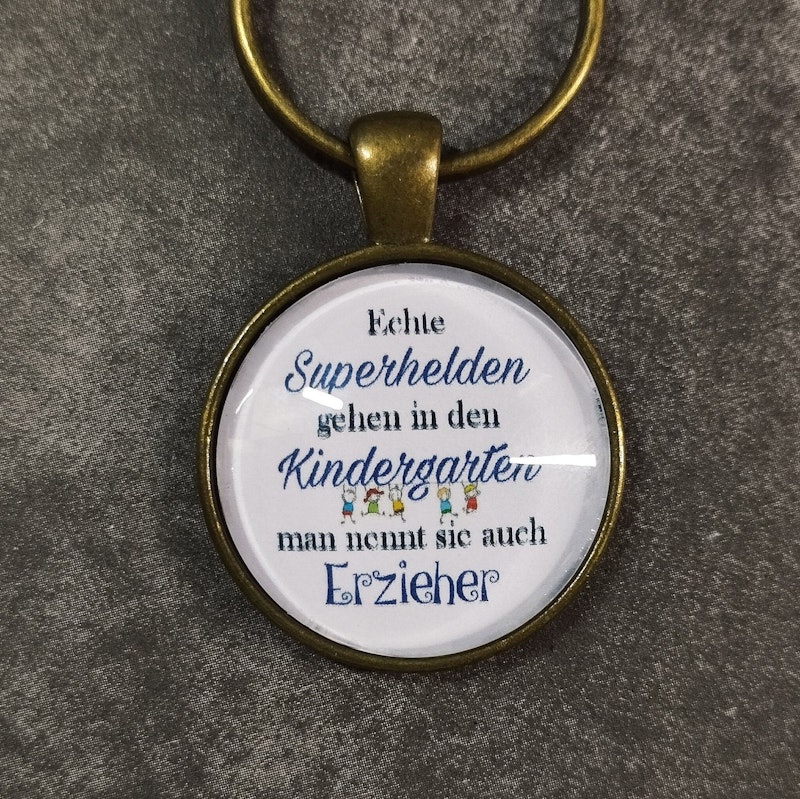 Echte
Superhelden
gehen in den
Kindergarten
man nennt sie auch
Erzieher